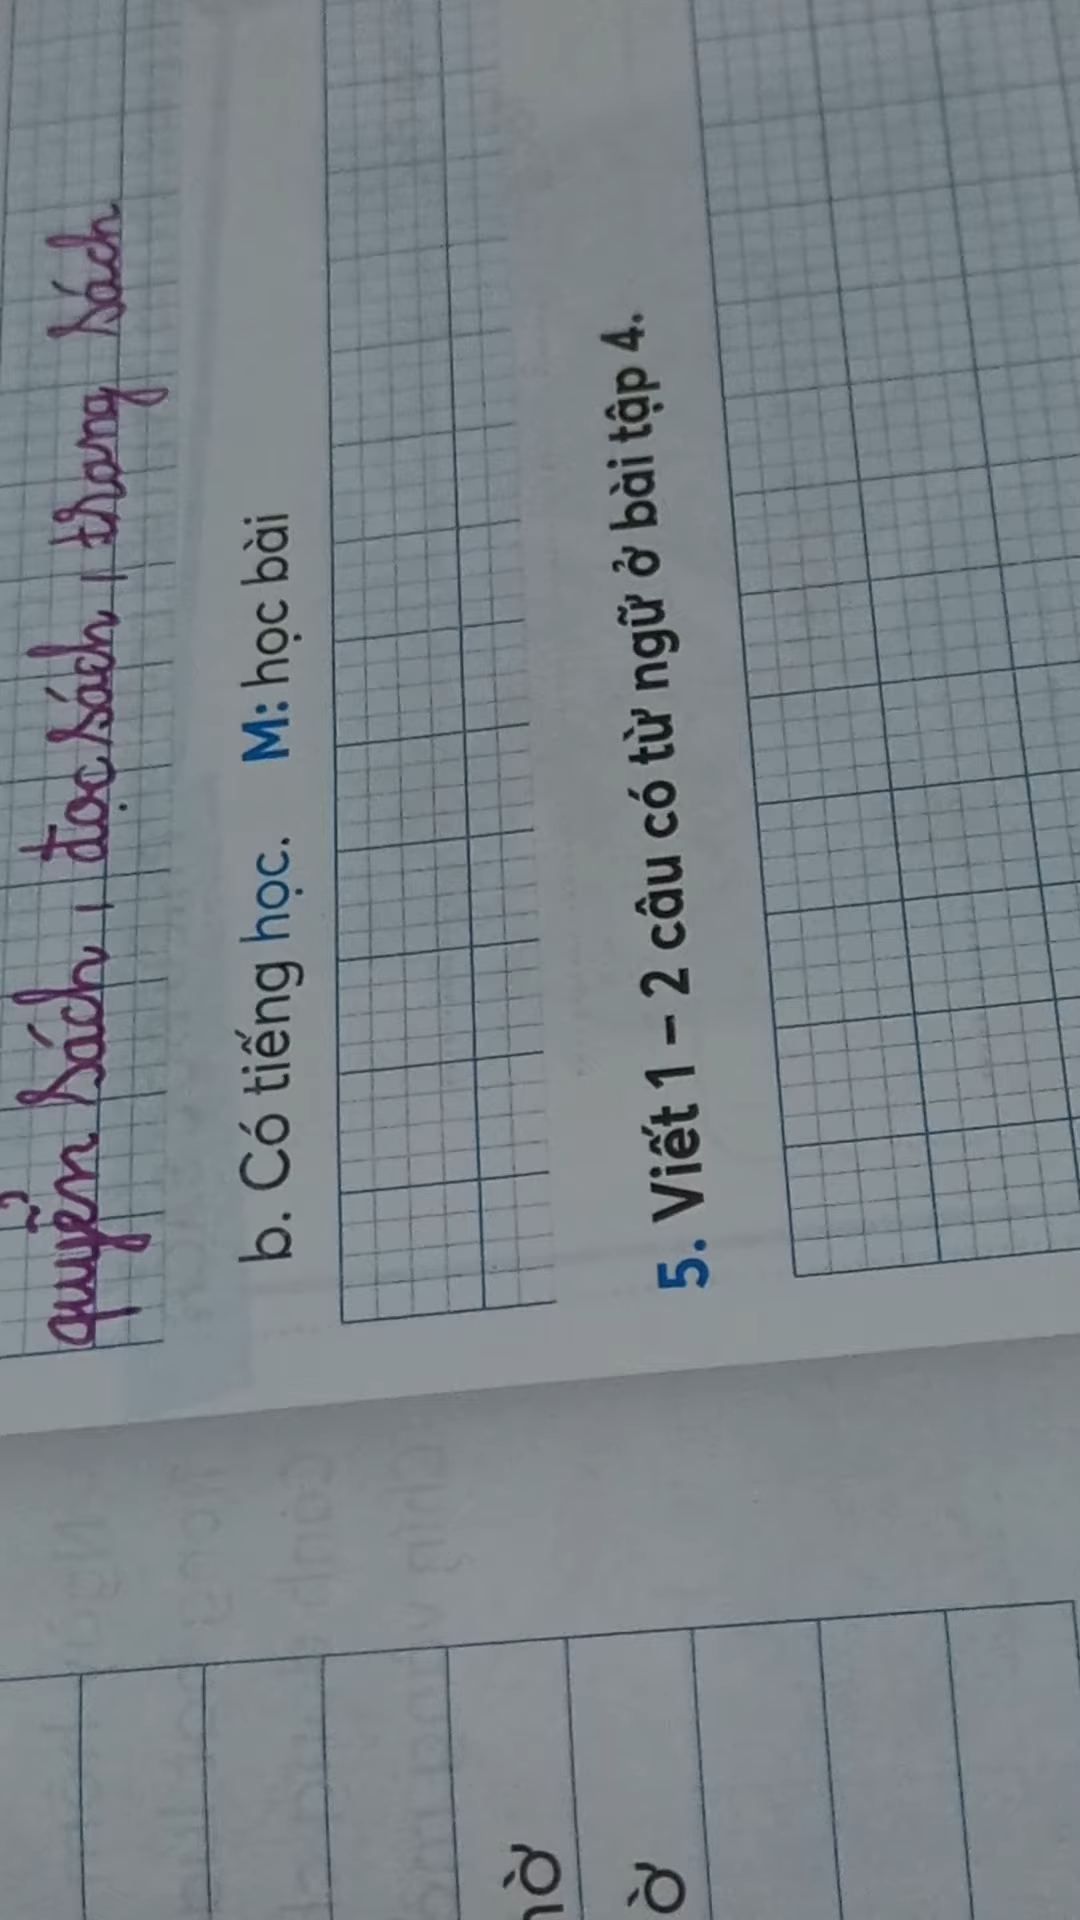 quyển sách, đọc sách, trang sách
b. Có tiếng học. M: học bài
5. Viết 1 – 2 câu có từ ngữ ở bài tập 4.